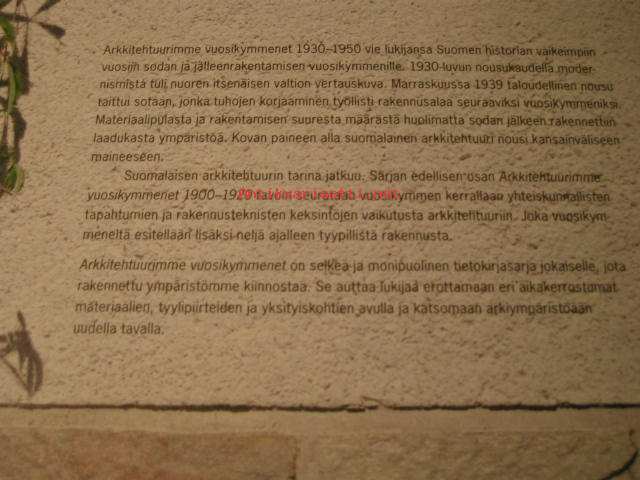 Arkkitehtuurimme vuosikymmenet 1930–1950 vie lukijansa Suomen historian vaikeimpiin
vuosiin sodan ja jälleenrakentamisen vuosikymmenille. 1930-luvun nousukaudella moder-
nismistä tuli nuoren itsenäisen valtion vertauskuva. Marraskuussa 1939 taloudellinen nousu
taittui sotaan, jonka tuhojen korjaaminen työllisti rakennusalaa seuraaviksi vuosikymmeniksi.
Materiaalipulasta ja rakentamisen suuresta määrästä huolimatta sodan jälkeen rakennettiin
laadukasta ympäristöä. Kovan paineen alla suomalainen arkkitehtuuri nousi kansainväliseen
maineeseen.
Suomalaisen arkkitehtuurin tarina jatkuu. Sarjan edellisen osan Arkkitehtuurimme
vuosikymmenet 1900–1920 tavoin seurataan vuosikymmen kerrallaan yhteiskunnallisten
tapahtumien ja rakennusteknisten keksintöjen vaikutusta arkkitehtuuriin. Joka vuosikym-
meneltä esitellään lisäksi neljä ajalleen tyypillistä rakennusta.
Arkkitehtuurimme vuosikymmenet on selkeä ja monipuolinen tietokirjasarja jokaiselle, jota
rakennettu ympäristömme kiinnostaa. Se auttaa lukijaa erottamaan eri aikakerrostumat
materiaalien, tyylipiirteiden ja yksityiskohtien avulla ja katsomaan arkiympäristöään
uudella tavalla.